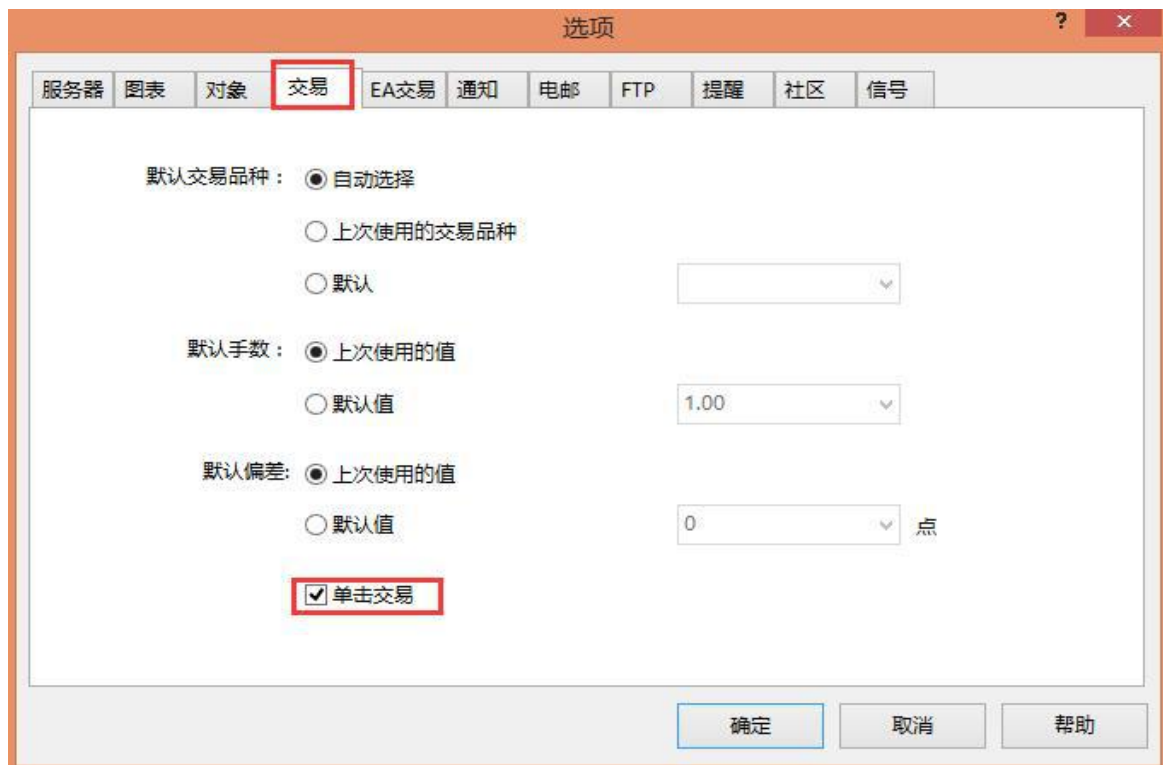 选项
?
×
服务器 图表 对象 交易 EA交易 通知 电邮 FTP 提醒 社区 信号
默认交易品种： 自动选择
上次使用的交易品种
默认
默认手数： 上次使用的值
默认值 1.00
默认偏差: 上次使用的值
默认值 0 点
单击交易
确定 取消 帮助